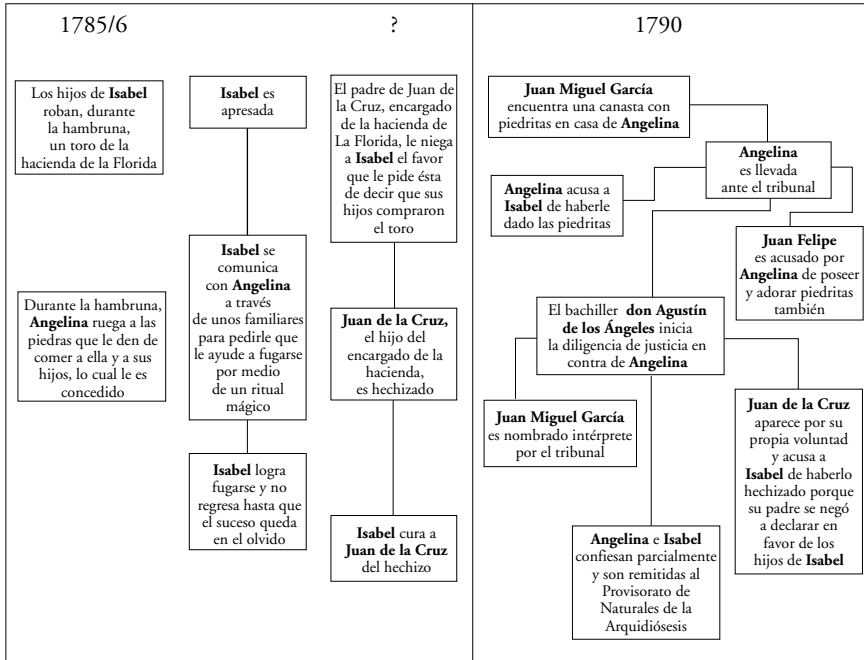 1785/6
?
1790
Los hijos de Isabel
roban, durante
la hambruna,
un toro de la
hacienda de la Florida
Durante la hambruna,
Angelina ruega a las
piedras que le den de
comer a ella y a sus
hijos, lo cual le es
concedido
Isabel es
apresada
Isabel se
comunica
con Angelina
a través
de unos familiares
para pedirle que
le ayude a fugarse
por medio
de un ritual
mágico
Isabel logra
fugarse y no
regresa hasta que
el suceso queda
en el olvido
El padre de Juan de
la Cruz, encargado
de la hacienda de
La Florida, le niega
a Isabel el favor
que le pide ésta
de decir que sus
hijos compraron
el toro
Juan de la Cruz,
el hijo del
encargado de la
hacienda,
es hechizado
Isabel cura a
Juan de la Cruz
del hechizo
Juan Miguel García
encuentra una canasta con
piedritas en casa de Angelina
Angelina
es llevada
ante el tribunal
Angelina acusa a
Isabel de haberle
dado las piedritas
Juan Felipe
es acusado por
Angelina de poseer
y adorar piedritas
también
El bachiller don Agustín
de los Ángeles inicia
la diligencia de justicia en
contra de Angelina
Juan Miguel García
es nombrado intérprete
por el tribunal
Juan de la Cruz
aparece por su
propia voluntad
y acusa a
Isabel de haberlo
hechizado porque
su padre se negó
a declarar en
favor de los
hijos de Isabel
Angelina e Isabel
confiesan parcialmente
y son remitidas al
Provisorato de
Naturales de la
Arquidiósesis